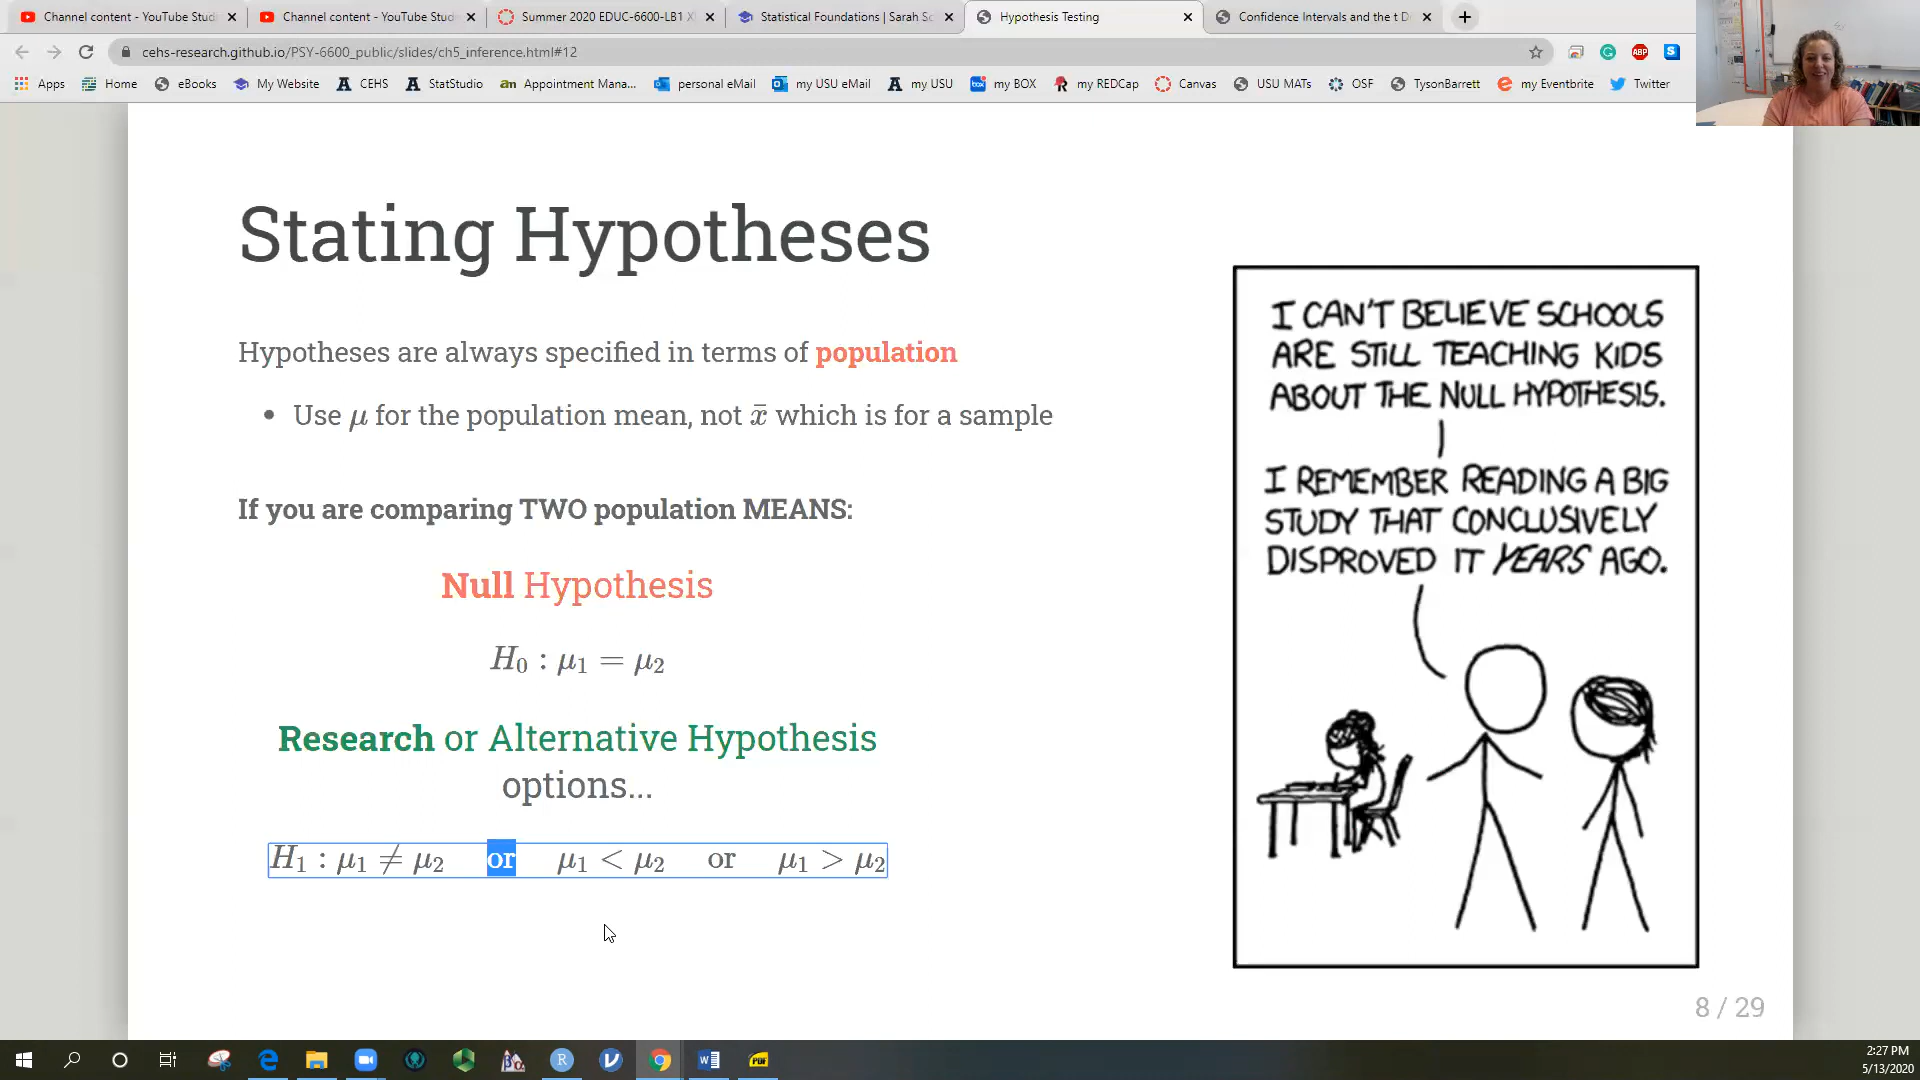 Channel content - YouTube Stud
Channel content - YouTube Stud
Summer 2020 EDUC-6600-LB1 X
Statistical Foundations | Sarah Sc
Hypothesis Testing
Confidence Intervals and the t D
cehs-research.github.io/PSY-6600_public/slides/ch5_inference.html#12
Apps
Home
eBooks
My Website
CEHS
StatStudio
Appointment Mana...
personal eMail
my USU eMail
my USU
my BOX
my REDCap
Canvas
USU MATs
OSF
TysonBarrett
my Eventbrite
Twitter
Stating Hypotheses
Hypotheses are always specified in terms of population
• Use μ for the population mean, not x̄ which is for a sample
If you are comparing TWO population MEANS:
Null Hypothesis
H₀ : μ₁ = μ₂
Research or Alternative Hypothesis
options...
H₁ : μ₁ ≠ μ₂ or μ₁ < μ₂ or μ₁ > μ₂
I CAN'T BELIEVE SCHOOLS
ARE STILL TEACHING KIDS
ABOUT THE NULL HYPOTHESIS.
I REMEMBER READING A BIG
STUDY THAT CONCLUSIVELY
DISPROVED IT YEARS AGO.
8 / 29
2:27 PM
5/13/2020